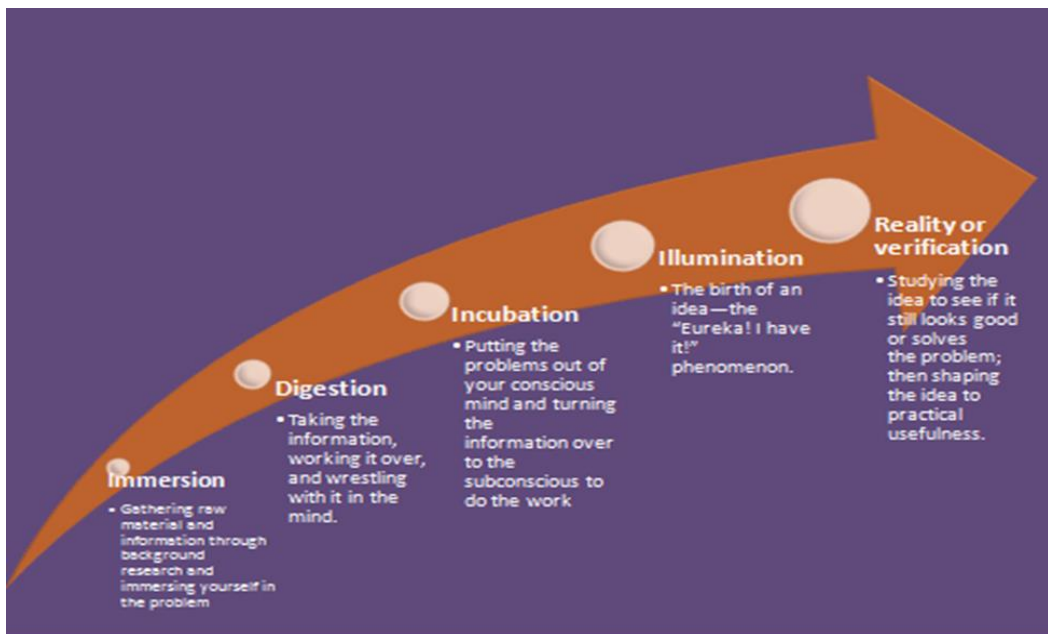 Immersion
▪ Gathering raw
material and
information through
background
research and
immersing yourself in
the problem
Digestion
▪ Taking the
information,
working it over,
and wrestling
with it in the
mind.
Incubation
▪ Putting the
problems out of
your conscious
mind and turning
the
information over
to the
subconscious to
do the work
Illumination
▪ The birth of an
idea—the
“Eureka! I have
it!”
phenomenon.
Reality or
verification
▪ Studying the
idea to see if it
still looks good
or solves
the problem;
then shaping
the idea to
practical
usefulness.